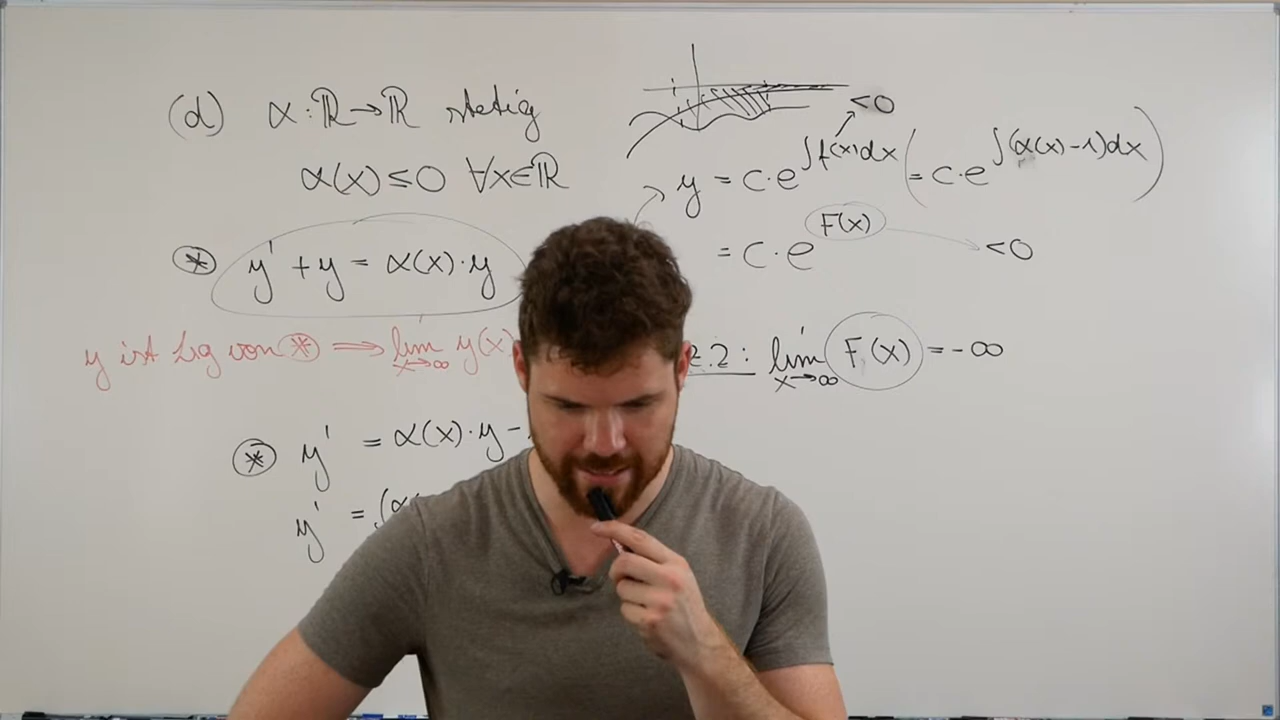 (d) α : ℝ → ℝ stetig
α(x) ≤ 0 ∀x∈ℝ
⊛ y' + y = α(x)·y
y ist Lsg von ⊛ ⟹ lim y(x)
x→∞
⊛ y' = α(x)·y -
y' = (α
<0
y = c·e^∫f(x)dx (= c·e^∫(α(x)-1)dx)
= c·e^F(x) <0
z.z.: lim F(x) = -∞
x→∞